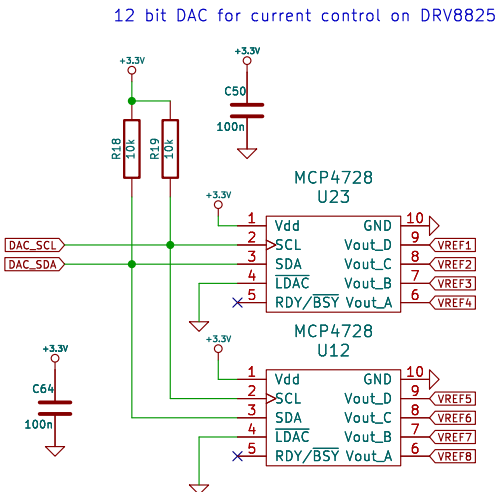 12 bit DAC for current control on DRV8825
+3.3V
+3.3V
C50
100n
R18
10k
R19
10k
MCP4728
U23
+3.3V
1 Vdd GND 10
DAC_SCL 2 SCL Vout_D 9 VREF1
DAC_SDA 3 SDA Vout_C 8 VREF2
4 LDAC Vout_B 7 VREF3
5 RDY/BSY Vout_A 6 VREF4
MCP4728
U12
+3.3V
+3.3V
C64
100n
1 Vdd GND 10
2 SCL Vout_D 9 VREF5
3 SDA Vout_C 8 VREF6
4 LDAC Vout_B 7 VREF7
5 RDY/BSY Vout_A 6 VREF8